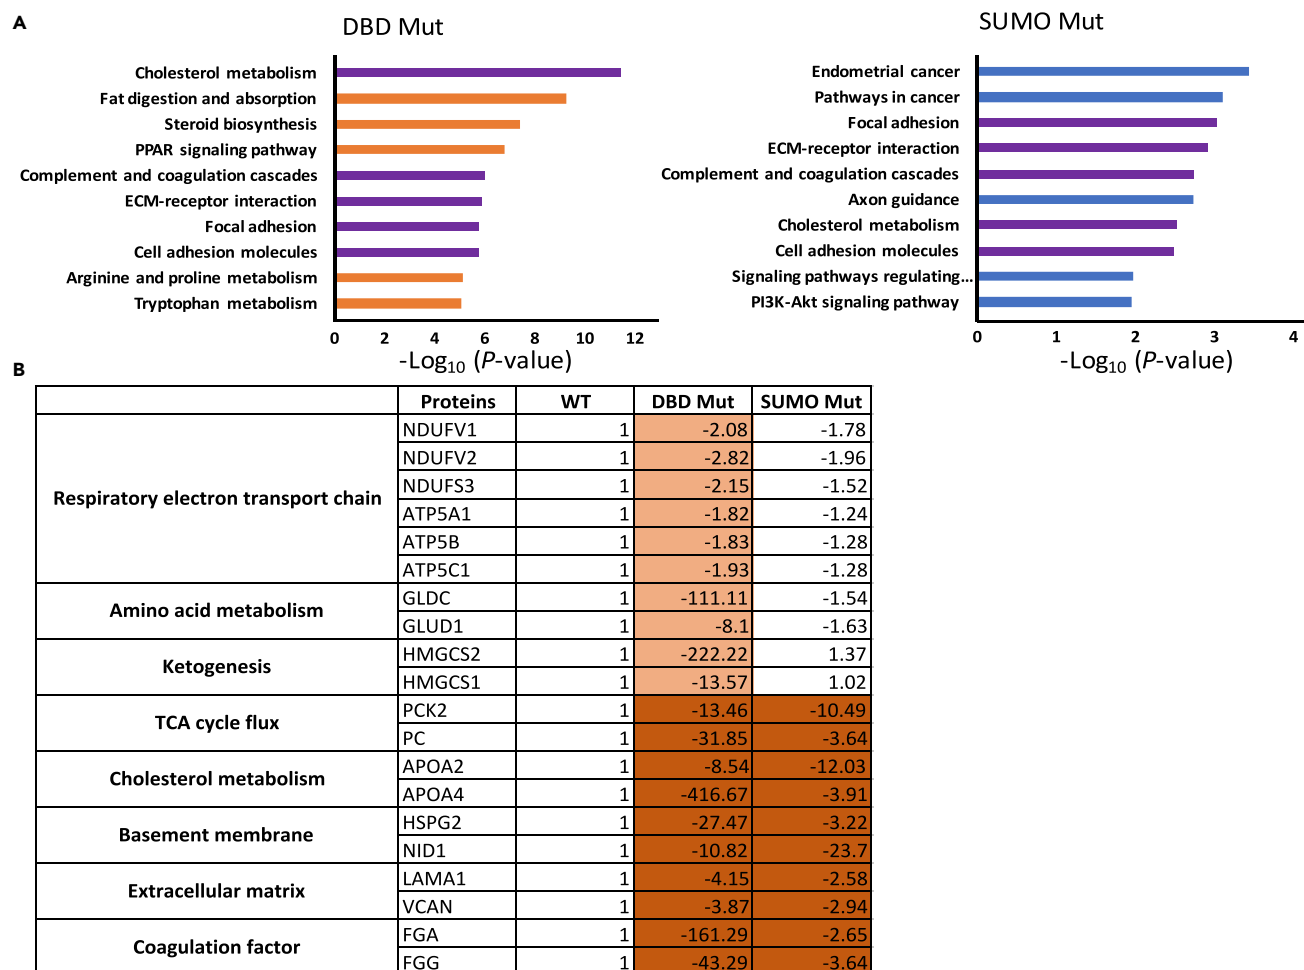 A
DBD Mut
Cholesterol metabolism
Fat digestion and absorption
Steroid biosynthesis
PPAR signaling pathway
Complement and coagulation cascades
ECM-receptor interaction
Focal adhesion
Cell adhesion molecules
Arginine and proline metabolism
Tryptophan metabolism
0 2 4 6 8 10 12
-Log10 (P-value)
SUMO Mut
Endometrial cancer
Pathways in cancer
Focal adhesion
ECM-receptor interaction
Complement and coagulation cascades
Axon guidance
Cholesterol metabolism
Cell adhesion molecules
Signaling pathways regulating...
PI3K-Akt signaling pathway
0 1 2 3 4
-Log10 (P-value)
B
Proteins WT DBD Mut SUMO Mut
Respiratory electron transport chain
NDUFV1 1 -2.08 -1.78
NDUFV2 1 -2.82 -1.96
NDUFS3 1 -2.15 -1.52
ATP5A1 1 -1.82 -1.24
ATP5B 1 -1.83 -1.28
ATP5C1 1 -1.93 -1.28
Amino acid metabolism
GLDC 1 -111.11 -1.54
GLUD1 1 -8.1 -1.63
Ketogenesis
HMGCS2 1 -222.22 1.37
HMGCS1 1 -13.57 1.02
TCA cycle flux
PCK2 1 -13.46 -10.49
PC 1 -31.85 -3.64
Cholesterol metabolism
APOA2 1 -8.54 -12.03
APOA4 1 -416.67 -3.91
Basement membrane
HSPG2 1 -27.47 -3.22
NID1 1 -10.82 -23.7
Extracellular matrix
LAMA1 1 -4.15 -2.58
VCAN 1 -3.87 -2.94
Coagulation factor
FGA 1 -161.29 -2.65
FGG 1 -43.29 -3.64